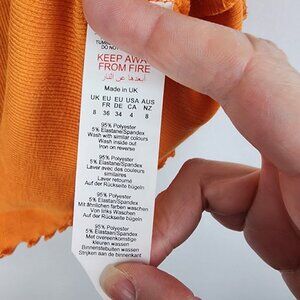 DO NOT
KEEP AWAY
FROM FIRE
أبعدها عن النار
Made in UK
UK EU EU USA AUS
FR DE CA NZ
8 36 34 4 8
95% Polyester
5% Elastane/Spandex
Wash with similar colours
Wash inside out
Iron on reverse
95% Polyester
5% Elastane/Spandex
Laver avec des couleurs
similaires
Laver retourné
Auf der Rückseite bügeln
95% Polyester
5% Elastan/Spandex
Mit ähnlichen farben waschen
Von links Waschen
Auf der Rückseite bügeln
95% Polyester
5% Elastaan/Spandex
Met overeenkomstige
kleuren wassen
Binnenstebuiten wassen
Strijken aan de binnenkant